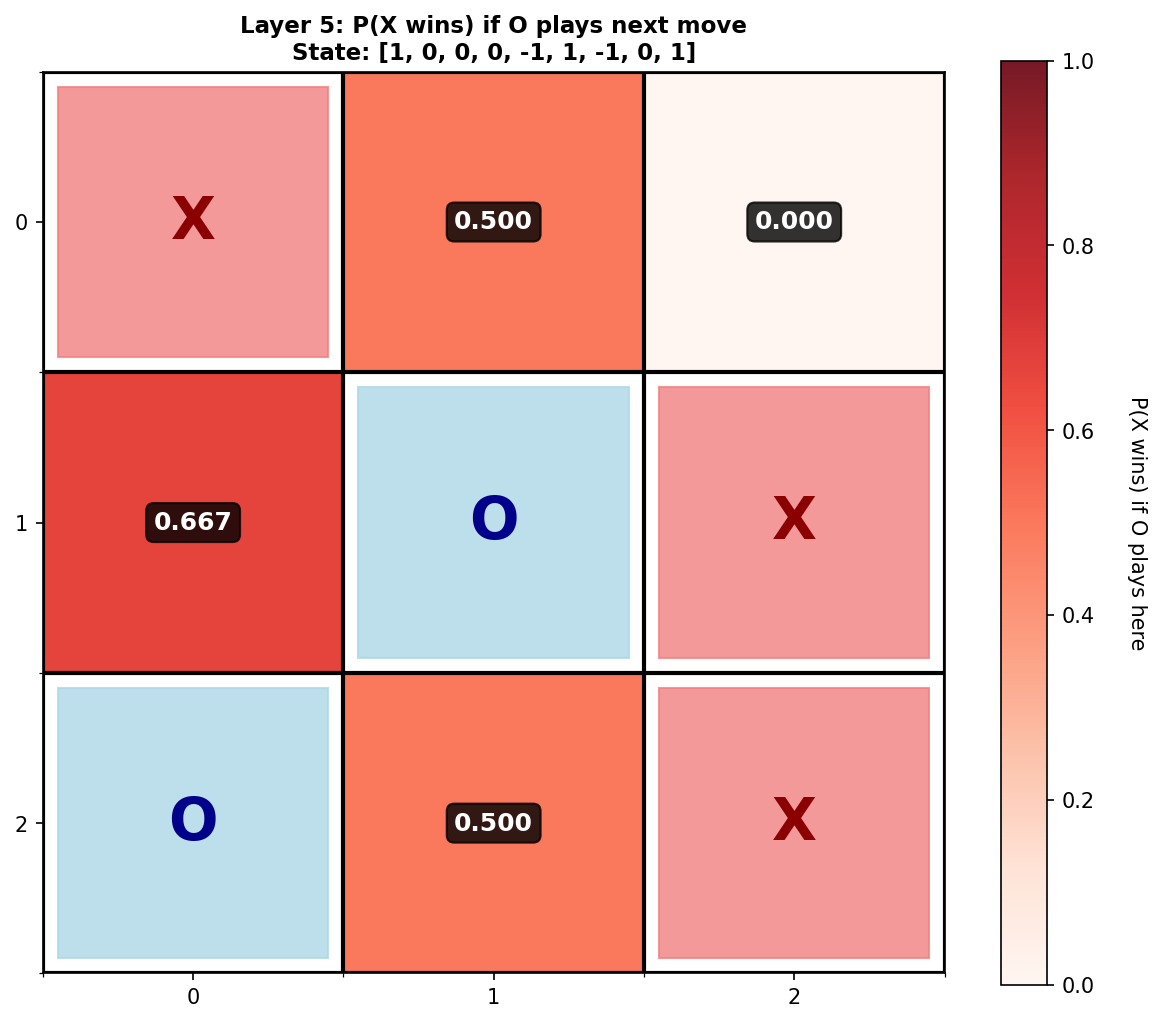 Layer 5: P(X wins) if O plays next move
State: [1, 0, 0, 0, -1, 1, -1, 0, 1]
0
X
0.500
0.000
1
0.667
O
X
2
O
0.500
X
0
1
2
1.0
0.8
0.6
0.4
0.2
0.0
P(X wins) if O plays here